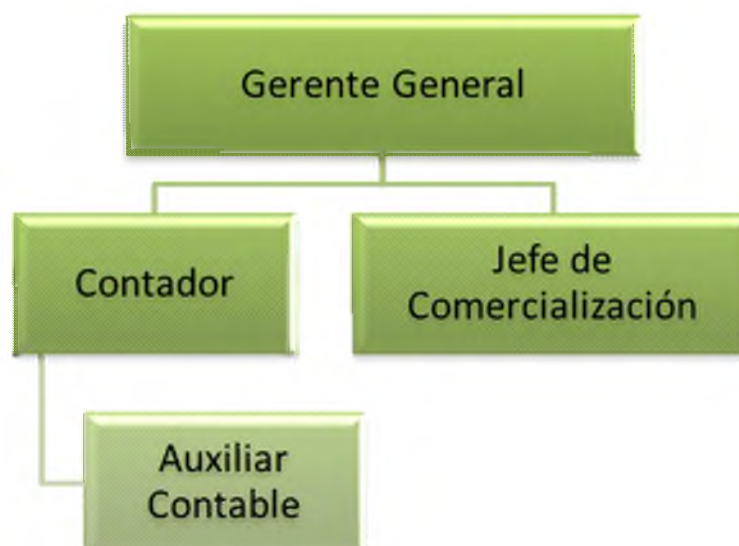 Gerente General
Contador
Jefe de
Comercialización
Auxiliar
Contable